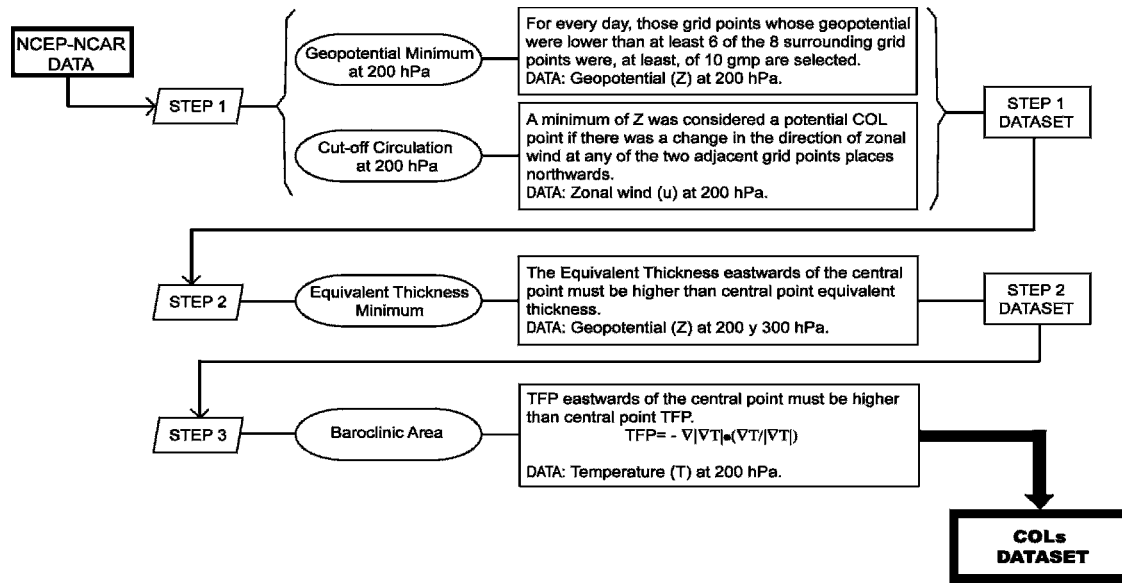 NCEP-NCAR
DATA
STEP 1
Geopotential Minimum
at 200 hPa
For every day, those grid points whose geopotential
were lower than at least 6 of the 8 surrounding grid
points were, at least, of 10 gmp are selected.
DATA: Geopotential (Z) at 200 hPa.
Cut-off Circulation
at 200 hPa
A minimum of Z was considered a potential COL
point if there was a change in the direction of zonal
wind at any of the two adjacent grid points places
northwards.
DATA: Zonal wind (u) at 200 hPa.
STEP 1
DATASET
STEP 2
Equivalent Thickness
Minimum
The Equivalent Thickness eastwards of the central
point must be higher than central point equivalent
thickness.
DATA: Geopotential (Z) at 200 y 300 hPa.
STEP 2
DATASET
STEP 3
Baroclinic Area
TFP eastwards of the central point must be higher
than central point TFP.
TFP= - ∇|∇T|•(∇T/|∇T|)
DATA: Temperature (T) at 200 hPa.
COLs
DATASET